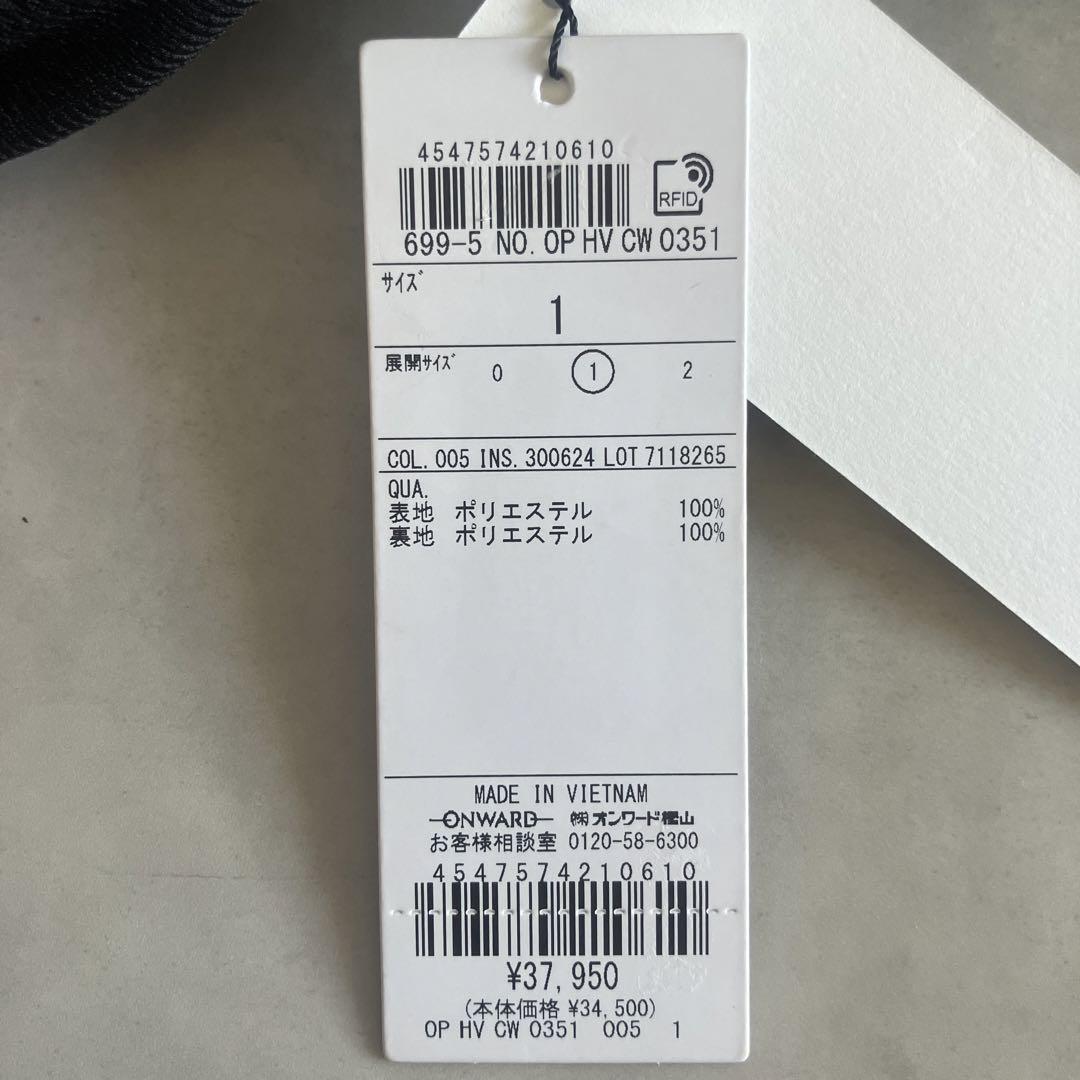 4547574210610
RFID
699-5 NO. OP HV CW 0351
サイズ
1
展開サイズ 0 1 2
COL. 005 INS. 300624 LOT 7118265
QUA.
表地 ポリエステル 100%
裏地 ポリエステル 100%
MADE IN VIETNAM
ONWARD ㈱オンワード樫山
お客様相談室 0120-58-6300
4547574210610
¥37,950
(本体価格 ¥34,500)
OP HV CW 0351 005 1